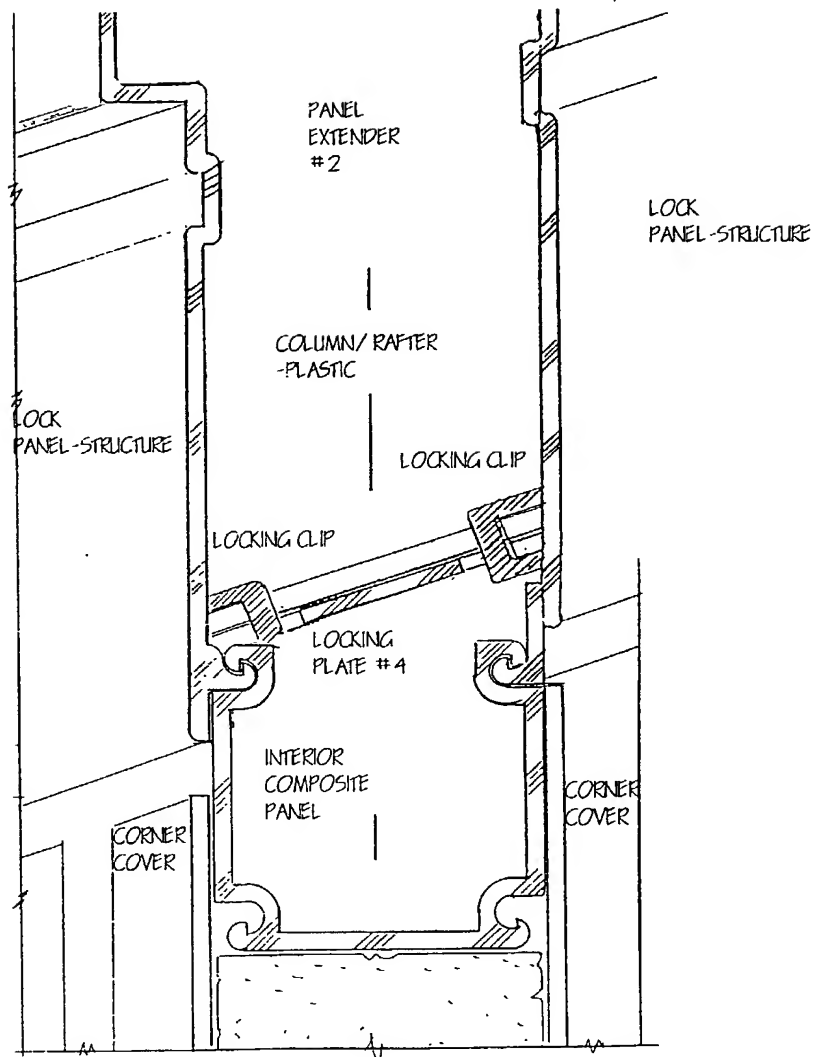 PANEL
EXTENDER
#2
LOCK
PANEL-STRUCTURE
COLUMN/ RAFTER
-PLASTIC
LOCK
PANEL-STRUCTURE
LOCKING CLIP
LOCKING CLIP
LOCKING
PLATE #4
INTERIOR
COMPOSITE
PANEL
CORNER
COVER
CORNER
COVER